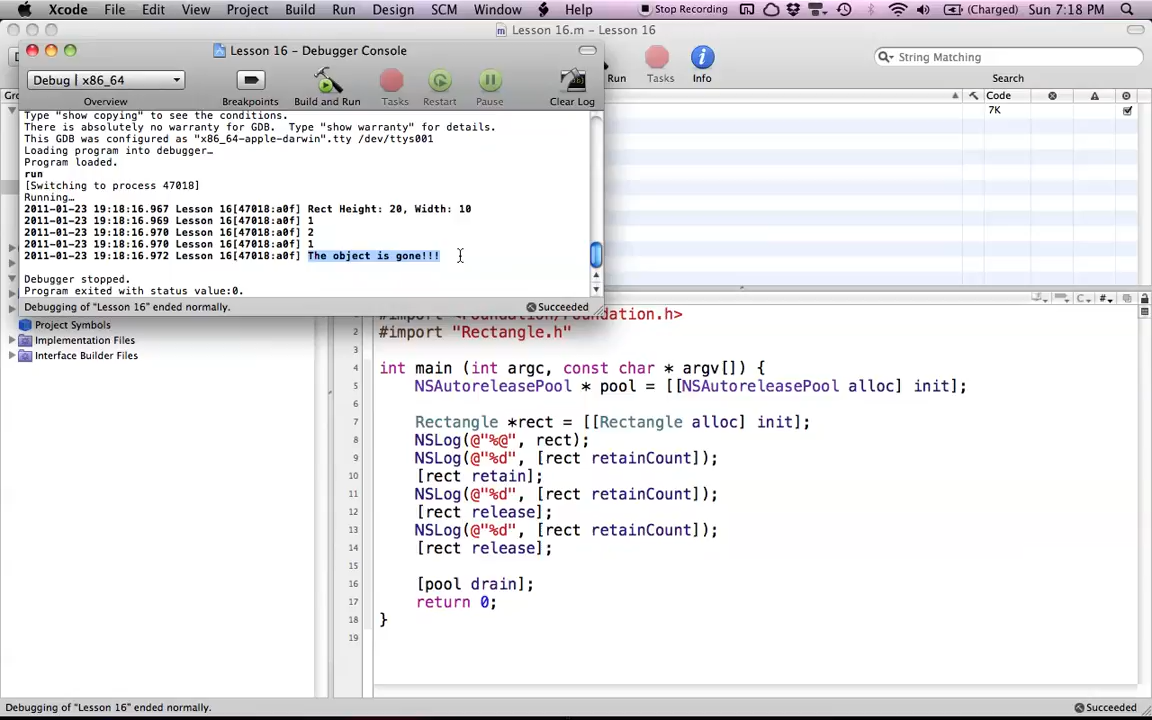 Xcode File Edit View Project Build Run Design SCM Window Help Stop Recording (Charged) Sun 7:18 PM
Lesson 16.m - Lesson 16
Lesson 16 - Debugger Console
Debug | x86_64
String Matching
Overview Breakpoints Build and Run Tasks Restart Pause Clear Log
Run Tasks Info Search
Code
7K
Type "show copying" to see the conditions.
There is absolutely no warranty for GDB. Type "show warranty" for details.
This GDB was configured as "x86_64-apple-darwin".tty /dev/ttys001
Loading program into debugger…
Program loaded.
run
[Switching to process 47018]
Running…
2011-01-23 19:18:16.967 Lesson 16[47018:a0f] Rect Height: 20, Width: 10
2011-01-23 19:18:16.969 Lesson 16[47018:a0f] 1
2011-01-23 19:18:16.970 Lesson 16[47018:a0f] 2
2011-01-23 19:18:16.970 Lesson 16[47018:a0f] 1
2011-01-23 19:18:16.972 Lesson 16[47018:a0f] The object is gone!!!
Debugger stopped.
Program exited with status value:0.
Debugging of "Lesson 16" ended normally. Succeeded
Project Symbols
Implementation Files
Interface Builder Files
#import <Foundation/Foundation.h>
2 #import "Rectangle.h"
3
4 int main (int argc, const char * argv[]) {
5 NSAutoreleasePool * pool = [[NSAutoreleasePool alloc] init];
6
7 Rectangle *rect = [[Rectangle alloc] init];
8 NSLog(@"%@", rect);
9 NSLog(@"%d", [rect retainCount]);
10 [rect retain];
11 NSLog(@"%d", [rect retainCount]);
12 [rect release];
13 NSLog(@"%d", [rect retainCount]);
14 [rect release];
15
16 [pool drain];
17 return 0;
18 }
19
Debugging of "Lesson 16" ended normally. Succeeded